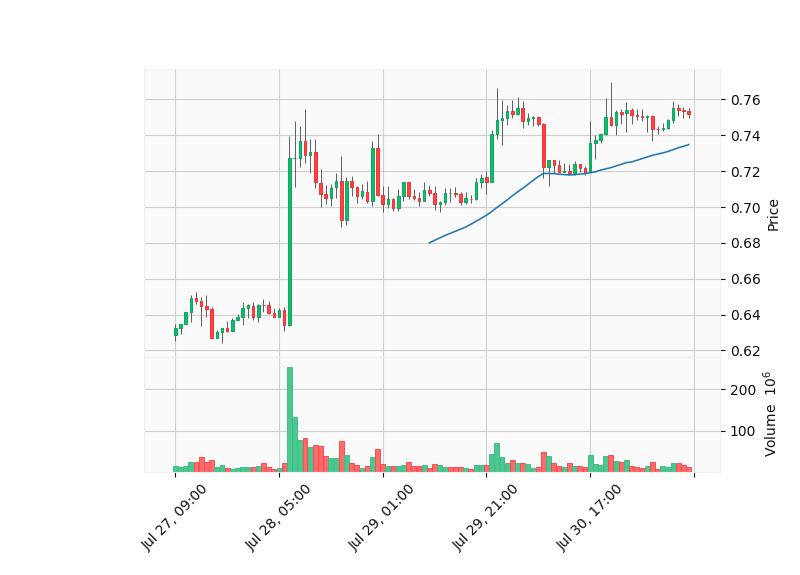 0.76
0.74
0.72
0.70
0.68
0.66
0.64
0.62
Price
200
100
Volume 10⁶
Jul 27, 09:00
Jul 28, 05:00
Jul 29, 01:00
Jul 29, 21:00
Jul 30, 17:00